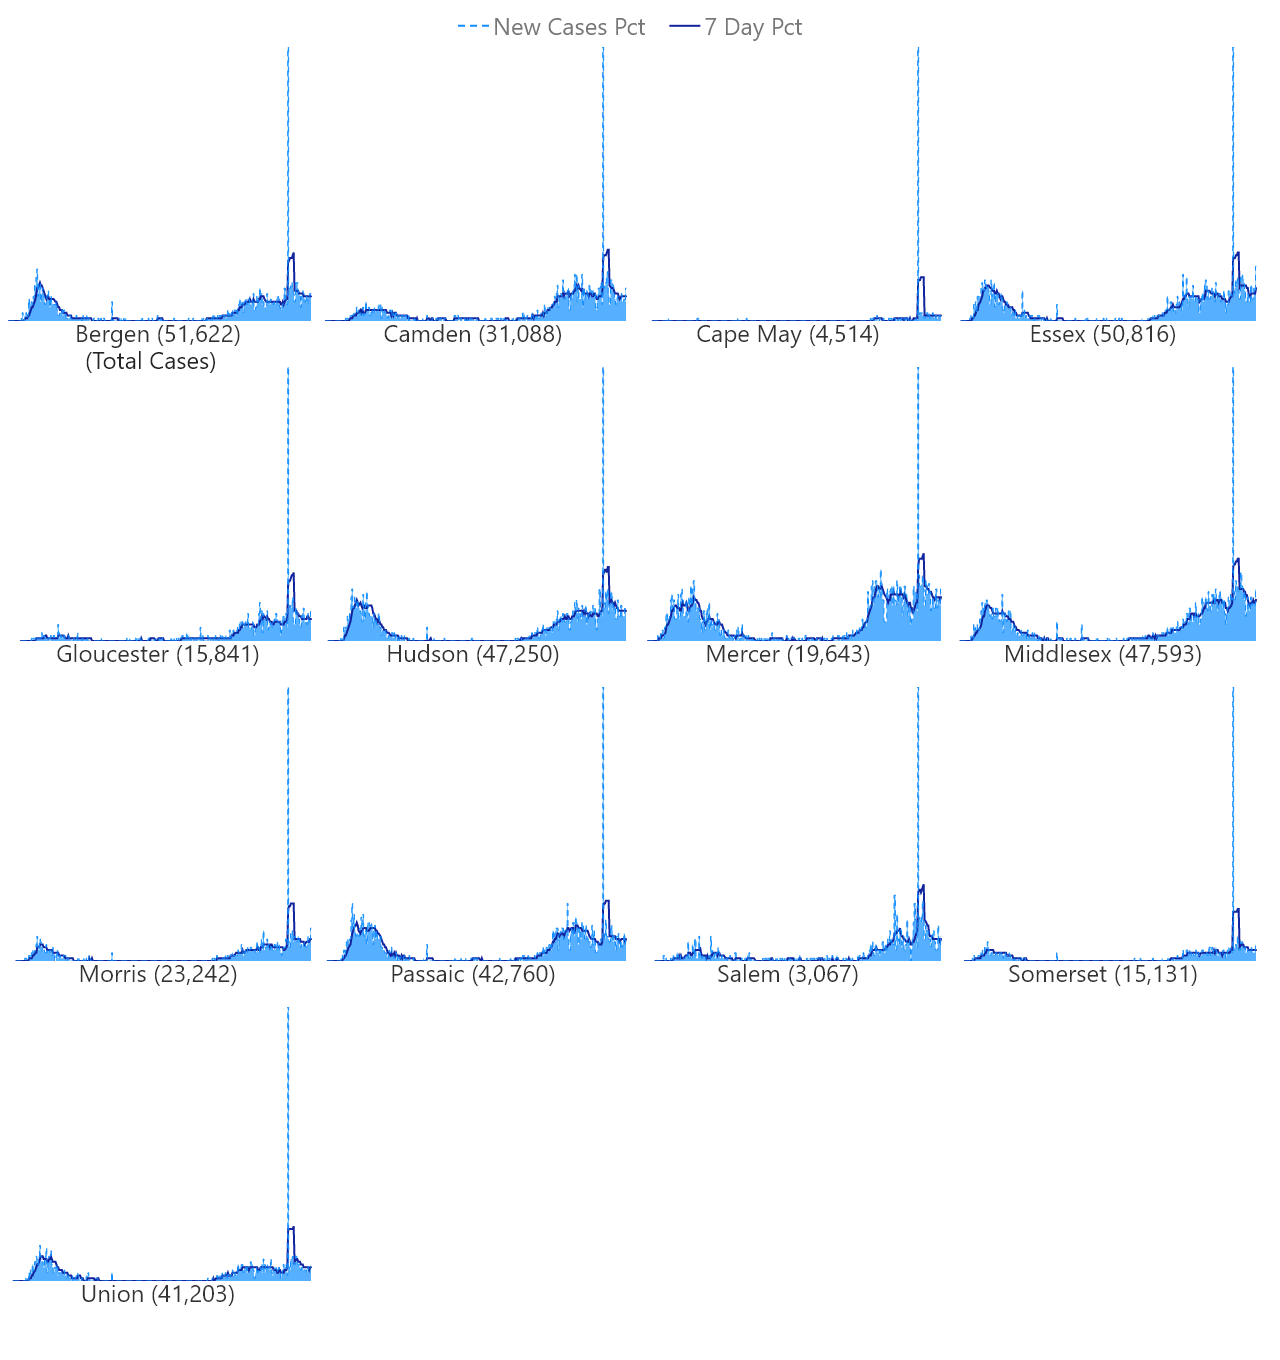 New Cases Pct 7 Day Pct
Bergen (51,622) Camden (31,088) Cape May (4,514) Essex (50,816)
(Total Cases)
Gloucester (15,841) Hudson (47,250) Mercer (19,643) Middlesex (47,593)
Morris (23,242) Passaic (42,760) Salem (3,067) Somerset (15,131)
Union (41,203)